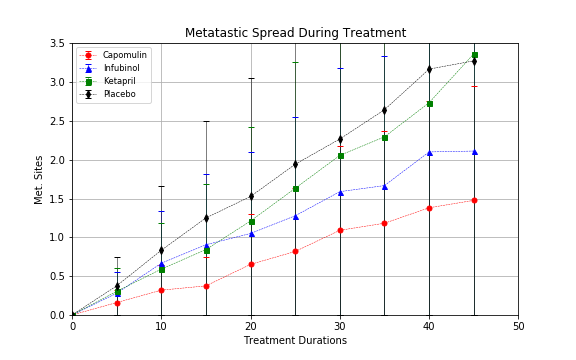 Metatastic Spread During Treatment
Capomulin
Infubinol
Ketapril
Placebo
3.5
3.0
2.5
2.0
1.5
1.0
0.5
0.0
Met. Sites
0 10 20 30 40 50
Treatment Durations